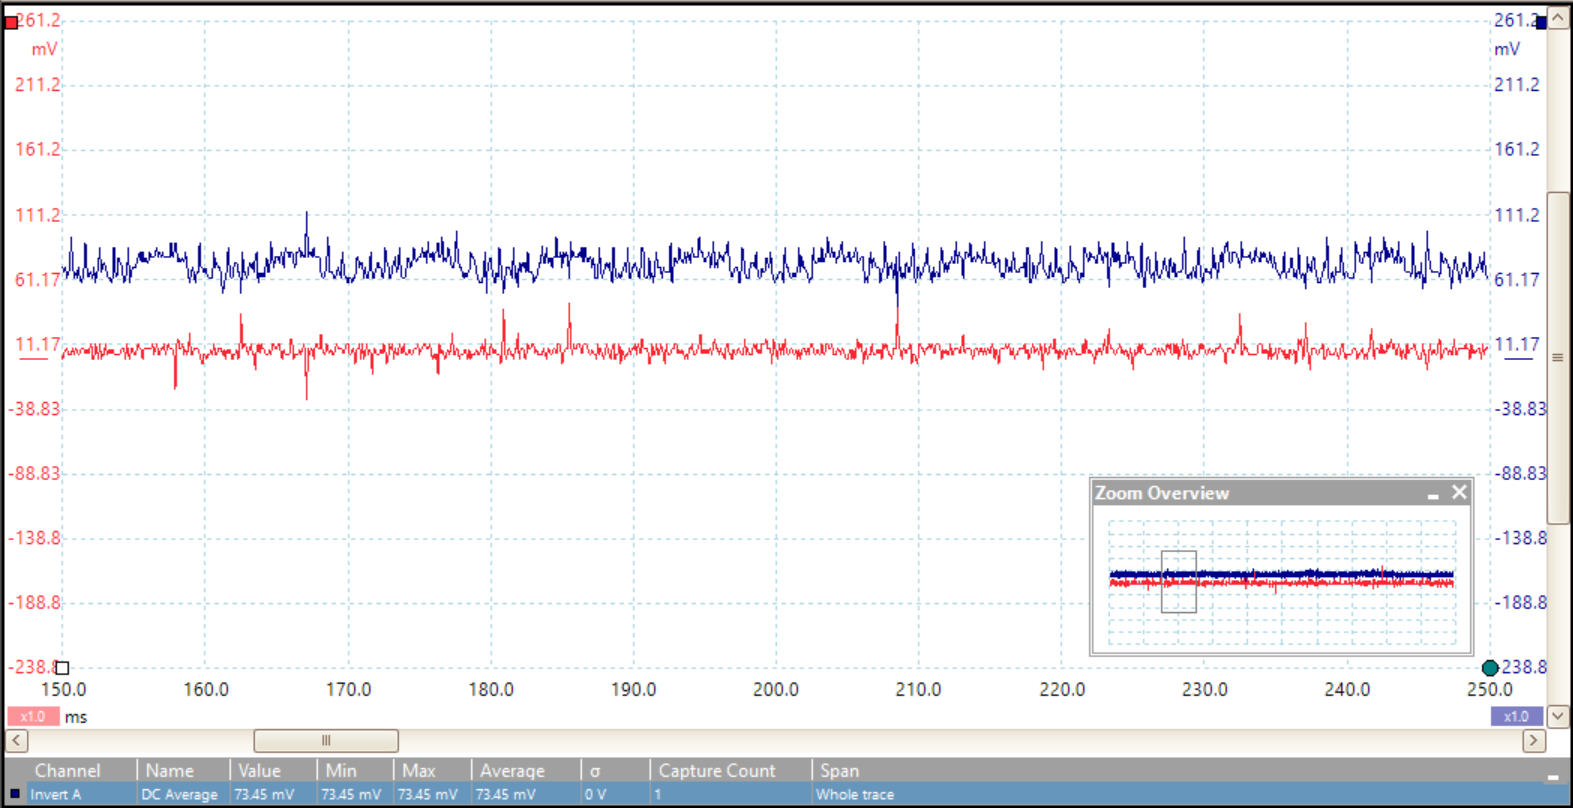 261.2 261.2
mV mV
211.2 211.2
161.2 161.2
111.2 111.2
61.17 61.17
11.17 11.17
-38.83 -38.83
-88.83 -88.83
Zoom Overview
-138.8 -138.8
-188.8 -188.8
-238.8 -238.8
150.0 160.0 170.0 180.0 190.0 200.0 210.0 220.0 230.0 240.0 250.0
x1.0 ms x1.0
Channel Name Value Min Max Average σ Capture Count Span
Invert A DC Average 73.45 mV 73.45 mV 73.45 mV 73.45 mV 0 V 1 Whole trace